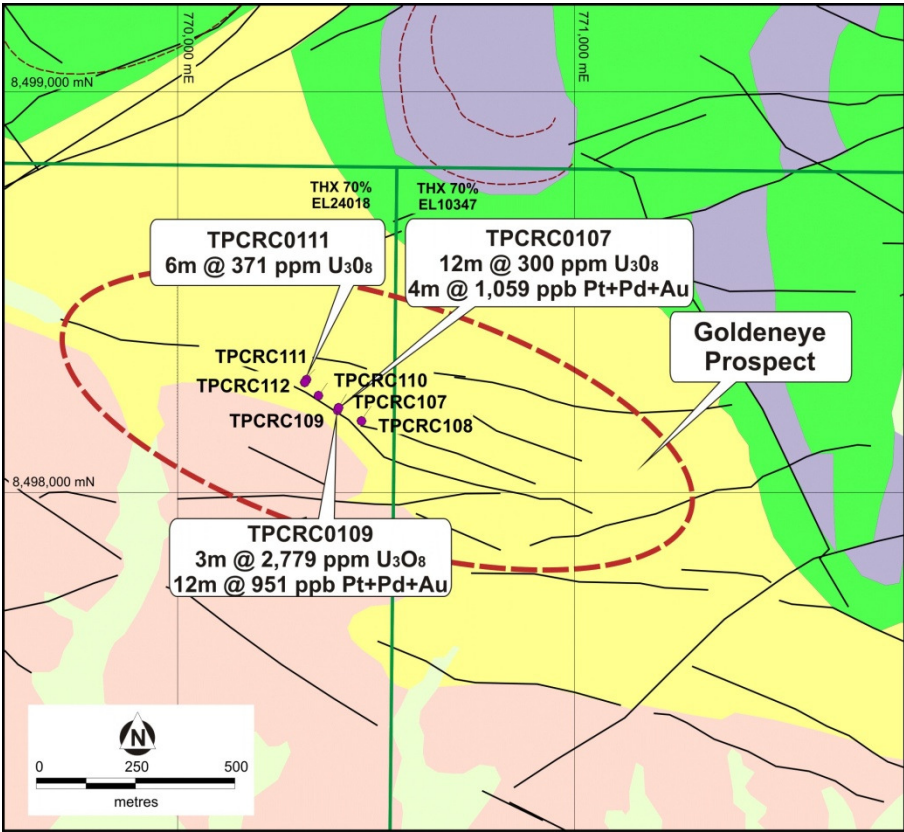 770,000 mE
771,000 mE
8,499,000 mN
THX 70%
EL24018
THX 70%
EL10347
TPCRC0111
6m @ 371 ppm U₃0₈
TPCRC0107
12m @ 300 ppm U₃0₈
4m @ 1,059 ppb Pt+Pd+Au
Goldeneye
Prospect
TPCRC111
TPCRC110
TPCRC112
TPCRC107
TPCRC109
TPCRC108
8,498,000 mN
TPCRC0109
3m @ 2,779 ppm U₃O₈
12m @ 951 ppb Pt+Pd+Au
N
0 250 500
metres